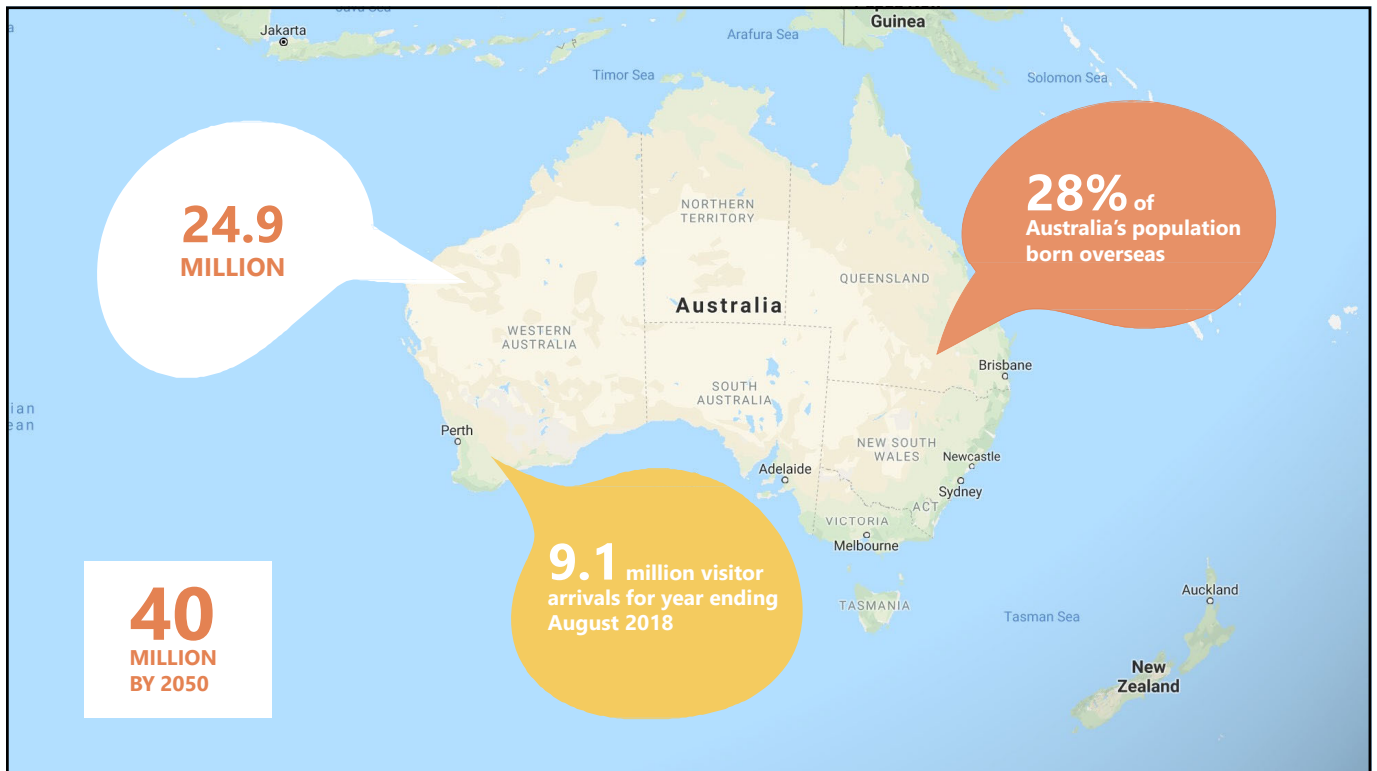 Jakarta
Guinea
Arafura Sea
Timor Sea
Solomon Sea
24.9
MILLION
28% of
Australia's population
born overseas
NORTHERN
TERRITORY
QUEENSLAND
Australia
WESTERN
AUSTRALIA
SOUTH
AUSTRALIA
Brisbane
Perth
NEW SOUTH
WALES
Newcastle
Adelaide
Sydney
ACT
VICTORIA
Melbourne
9.1 million visitor
arrivals for year ending
August 2018
40
MILLION
BY 2050
TASMANIA
Tasman Sea
Auckland
New
Zealand